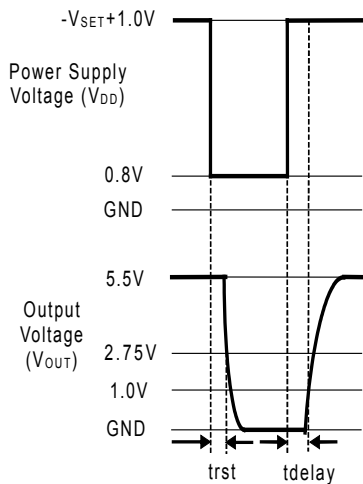 -VSET+1.0V
Power Supply
Voltage (VDD)
0.8V
GND
5.5V
Output
Voltage
(VOUT)
2.75V
1.0V
GND
trst
tdelay